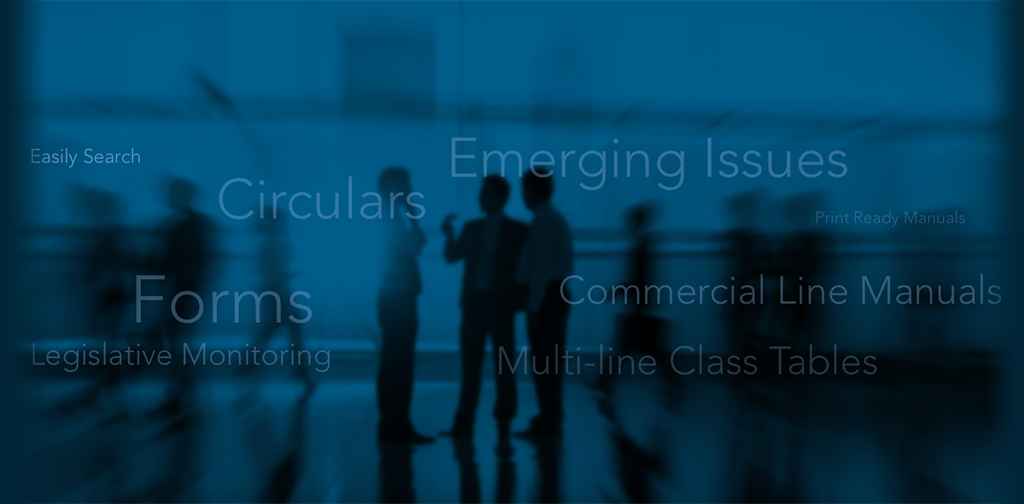 Easily Search
Emerging Issues
Circulars
Print Ready Manuals
Forms
Commercial Line Manuals
Legislative Monitoring
Multi-line Class Tables